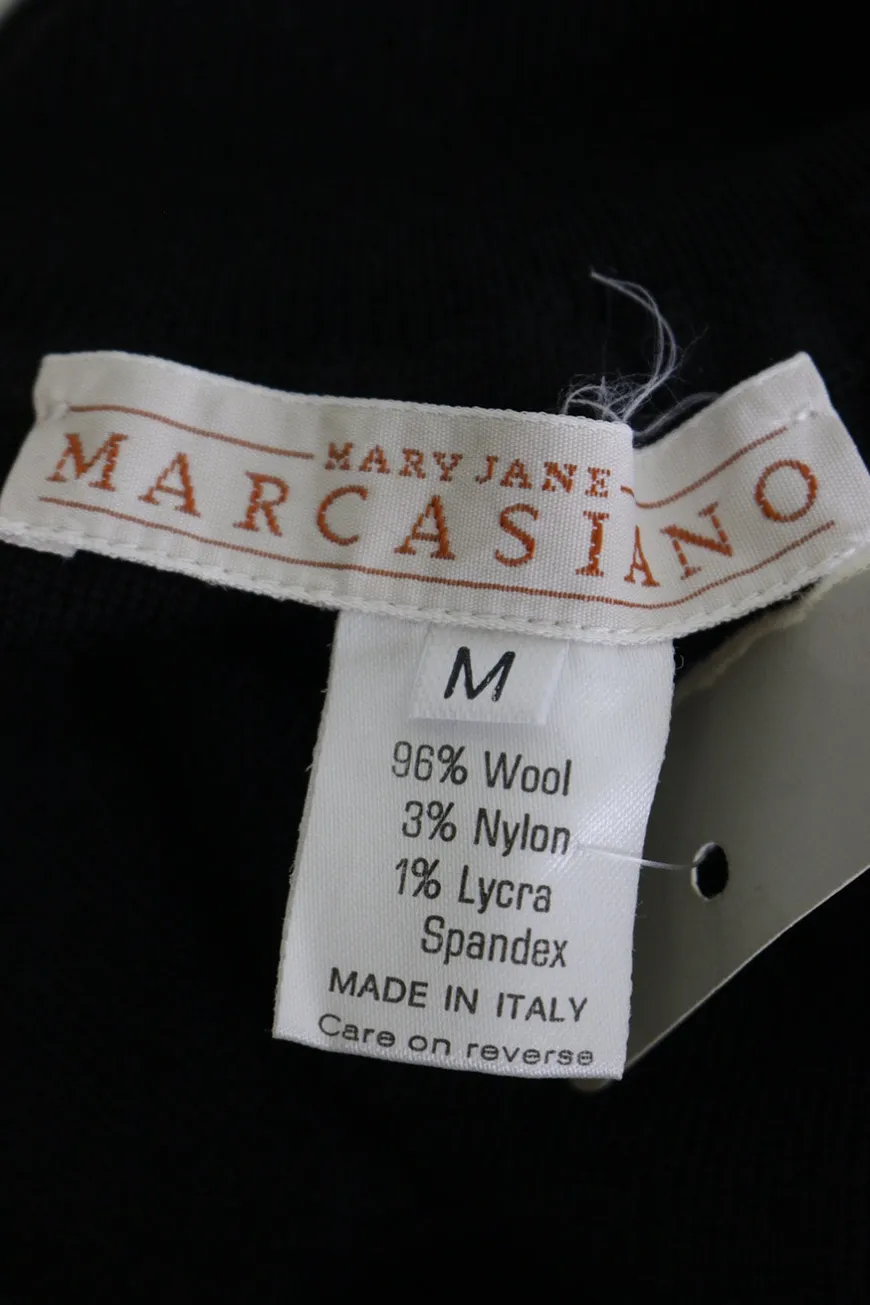 MARY JANE
MARCASIANO
M
96% Wool
3% Nylon
1% Lycra
Spandex
MADE IN ITALY
Care on reverse